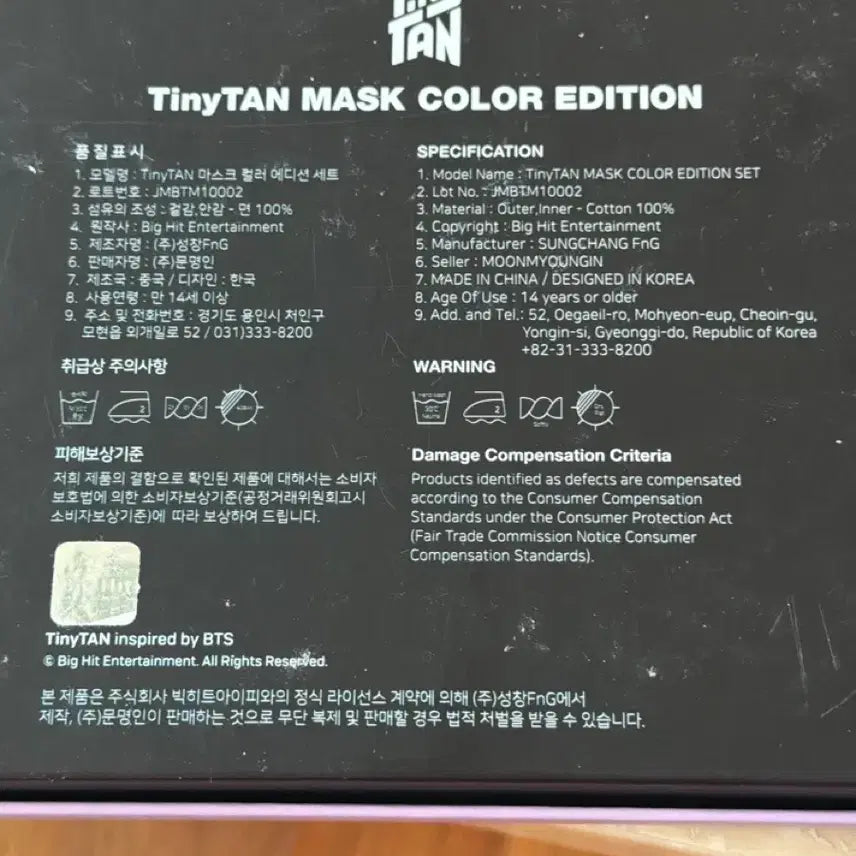 TAN
TinyTAN MASK COLOR EDITION
품질표시
1. 모델명 : TinyTAN 마스크 컬러 에디션 세트
2. 로트번호 : JMBTM10002
3. 섬유의 조성 : 겉감,안감 - 면 100%
4. 원작사 : Big Hit Entertainment
5. 제조자명 : (주)성창FnG
6. 판매자명 : (주)문명인
7. 제조국 : 중국 / 디자인 : 한국
8. 사용연령 : 만 14세 이상
9. 주소 및 전화번호 : 경기도 용인시 처인구
모현읍 외개일로 52 / 031)333-8200
취급상 주의사항
피해보상기준
저희 제품의 결함으로 확인된 제품에 대해서는 소비자
보호법에 의한 소비자보상기준(공정거래위원회고시
소비자보상기준)에 따라 보상하여 드립니다.
SPECIFICATION
1. Model Name : TinyTAN MASK COLOR EDITION SET
2. Lot No. : JMBTM10002
3. Material : Outer,Inner - Cotton 100%
4. Copyright : Big Hit Entertainment
5. Manufacturer : SUNGCHANG FnG
6. Seller : MOONMYOUNGIN
7. MADE IN CHINA / DESIGNED IN KOREA
8. Age Of Use : 14 years or older
9. Add. and Tel.: 52, Oegaeil-ro, Mohyeon-eup, Cheoin-gu,
Yongin-si, Gyeonggi-do, Republic of Korea
+82-31-333-8200
WARNING
Damage Compensation Criteria
Products identified as defects are compensated
according to the Consumer Compensation
Standards under the Consumer Protection Act
(Fair Trade Commission Notice Consumer
Compensation Standards).
TinyTAN inspired by BTS
© Big Hit Entertainment. All Rights Reserved.
본 제품은 주식회사 빅히트아이피와의 정식 라이선스 계약에 의해 (주)성창FnG에서
제작, (주)문명인이 판매하는 것으로 무단 복제 및 판매할 경우 법적 처벌을 받을 수 있습니다.